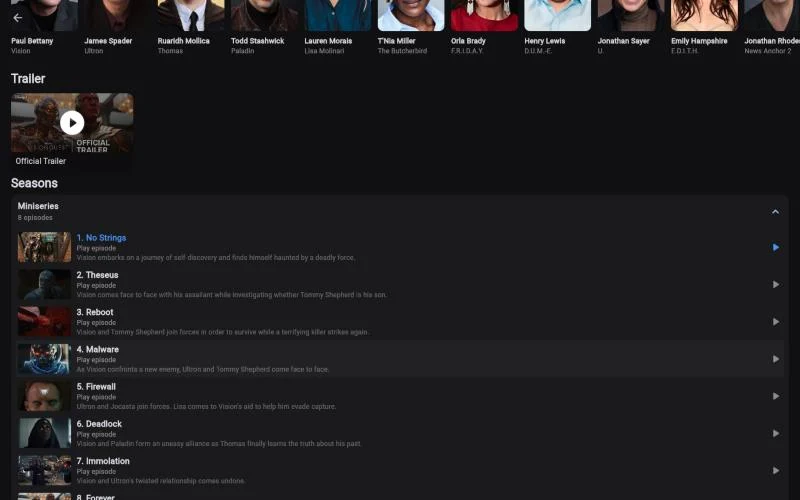 Paul Bettany
Vision
James Spader
Ultron
Ruaridh Mollica
Thomas
Todd Stashwick
Paladin
Lauren Morais
Lisa Molinari
T'Nia Miller
The Butcherbird
Orla Brady
F.R.I.D.A.Y.
Henry Lewis
D.U.M.-E.
Jonathan Sayer
U.
Emily Hampshire
E.D.I.T.H.
Jonathan Rhodes
News Anchor 2
Trailer
OFFICIAL
TRAILER
Official Trailer
Seasons
Miniseries
8 episodes
1. No Strings
Play episode
Vision embarks on a journey of self-discovery and finds himself haunted by a deadly force.
2. Theseus
Play episode
Vision comes face to face with his assailant while investigating whether Tommy Shepherd is his son.
3. Reboot
Play episode
Vision and Tommy Shepherd join forces in order to survive while a terrifying killer strikes again.
4. Malware
Play episode
As Vision confronts a new enemy, Ultron and Tommy Shepherd come face to face.
5. Firewall
Play episode
Ultron and Jocasta join forces. Lisa comes to Vision's aid to help him evade capture.
6. Deadlock
Play episode
Vision and Paladin form an uneasy alliance as Thomas finally learns the truth about his past.
7. Immolation
Play episode
Vision and Ultron's twisted relationship comes undone.
8. Forever